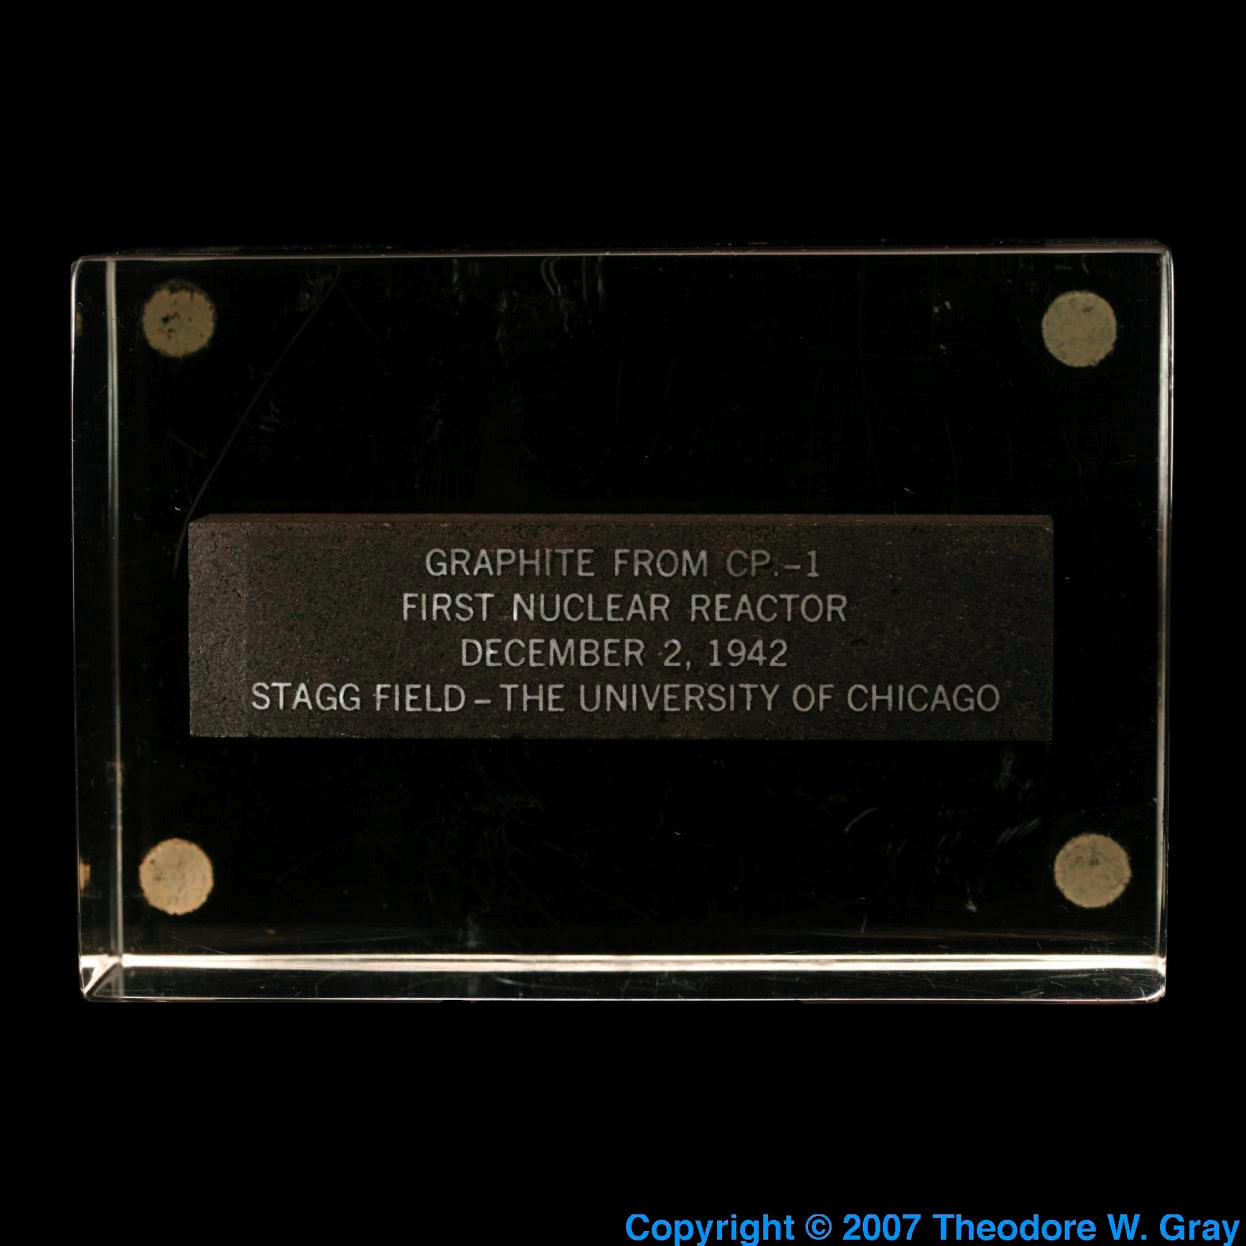 GRAPHITE FROM CP.-1
FIRST NUCLEAR REACTOR
DECEMBER 2, 1942
STAGG FIELD-THE UNIVERSITY OF CHICAGO
Copyright © 2007 Theodore W. Gray